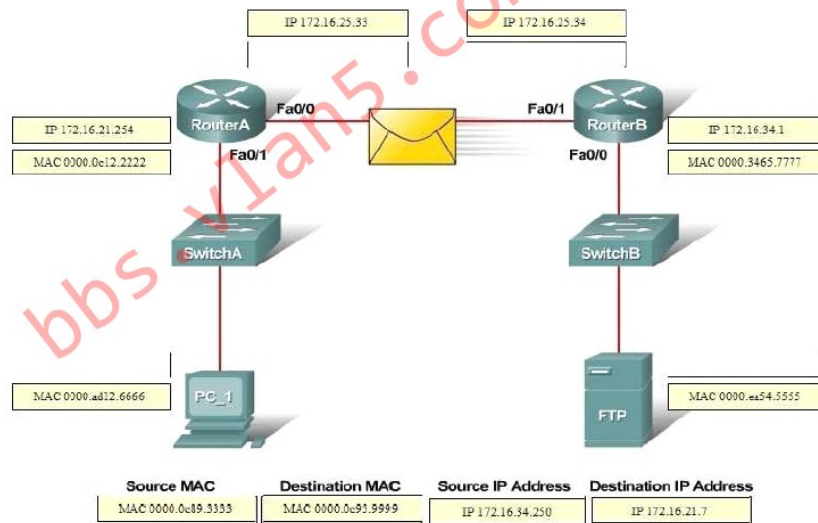 IP 172.16.25.33
IP 172.16.25.34
Fa0/0
Fa0/1
RouterA
RouterB
IP 172.16.21.254
IP 172.16.34.1
MAC 0000.0c12.2222
MAC 0000.3465.7777
Fa0/1
Fa0/0
SwitchA
SwitchB
MAC 0000.ad12.6666
PC_1
FTP
MAC 0000.ea54.5555
Source MAC
Destination MAC
Source IP Address
Destination IP Address
MAC 0000.0c89.3333
MAC 0000.0c93.9999
IP 172.16.34.250
IP 172.16.21.7
bbs.vlan5.co